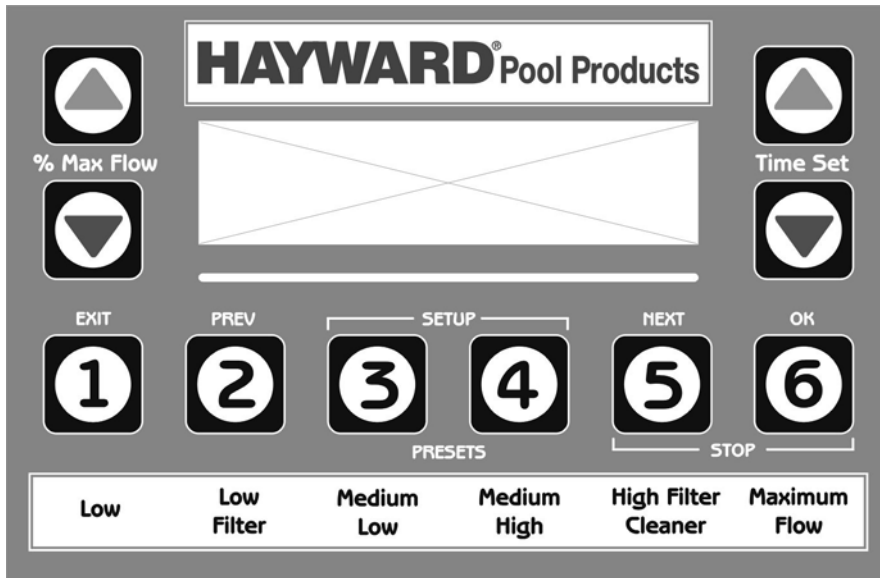 HAYWARD® Pool Products
% Max Flow
Time Set
EXIT PREV SETUP NEXT OK
1 2 3 4 5 6
PRESETS STOP
Low Low Filter Medium Low Medium High High Filter Cleaner Maximum Flow